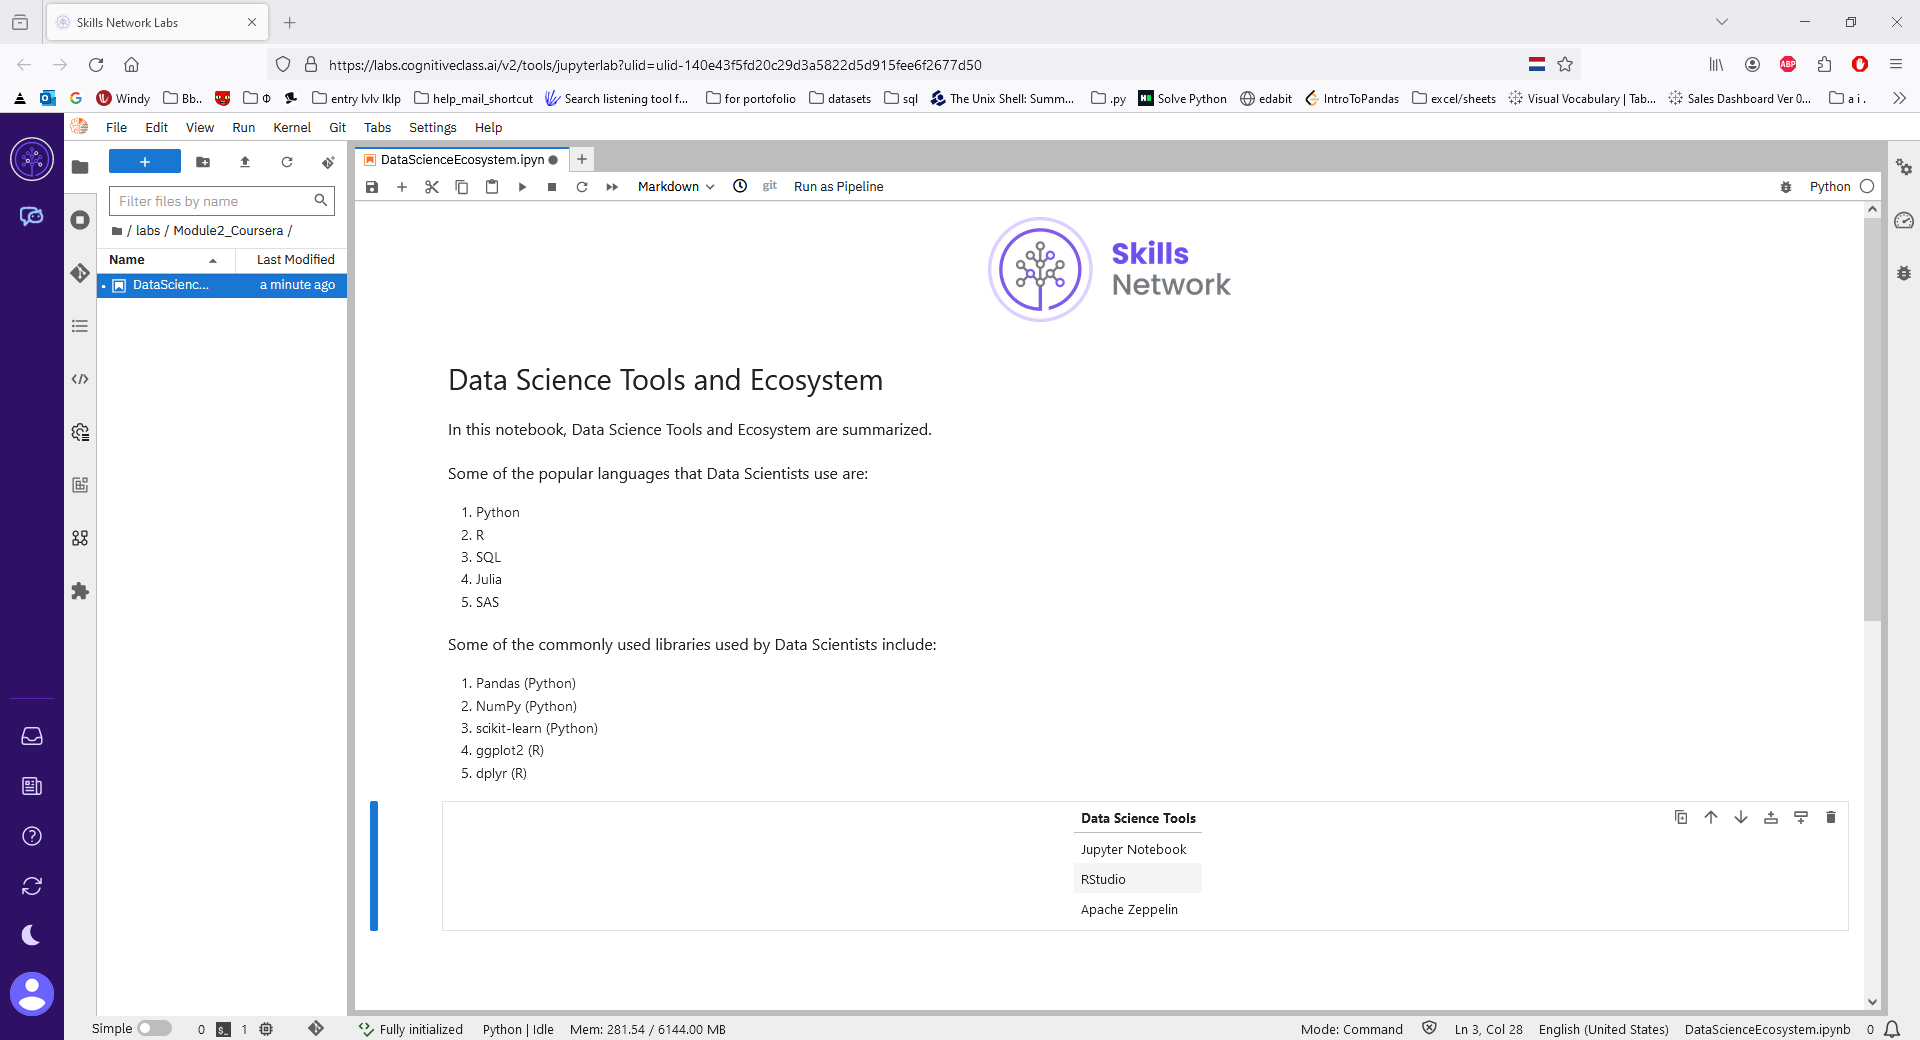 Skills Network Labs
https://labs.cognitiveclass.ai/v2/tools/jupyterlab?ulid=ulid-140e43f5fd20c29d3a5822d5d915fee6f2677d50
ABP
Windy Bb.. Φ entry lvlv lklp help_mail_shortcut Search listening tool f... for portofolio datasets sql The Unix Shell: Summ... .py Solve Python edabit IntroToPandas excel/sheets Visual Vocabulary | Tab... Sales Dashboard Ver 0... a i .
File Edit View Run Kernel Git Tabs Settings Help
DataScienceEcosystem.ipyn
Markdown git Run as Pipeline Python
Filter files by name
/ labs / Module2_Coursera /
Name Last Modified
DataScienc... a minute ago
Skills
Network
Data Science Tools and Ecosystem
In this notebook, Data Science Tools and Ecosystem are summarized.
Some of the popular languages that Data Scientists use are:
1. Python
2. R
3. SQL
4. Julia
5. SAS
Some of the commonly used libraries used by Data Scientists include:
1. Pandas (Python)
2. NumPy (Python)
3. scikit-learn (Python)
4. ggplot2 (R)
5. dplyr (R)
Data Science Tools
Jupyter Notebook
RStudio
Apache Zeppelin
Simple 0 1 Fully initialized Python | Idle Mem: 281.54 / 6144.00 MB Mode: Command Ln 3, Col 28 English (United States) DataScienceEcosystem.ipynb 0